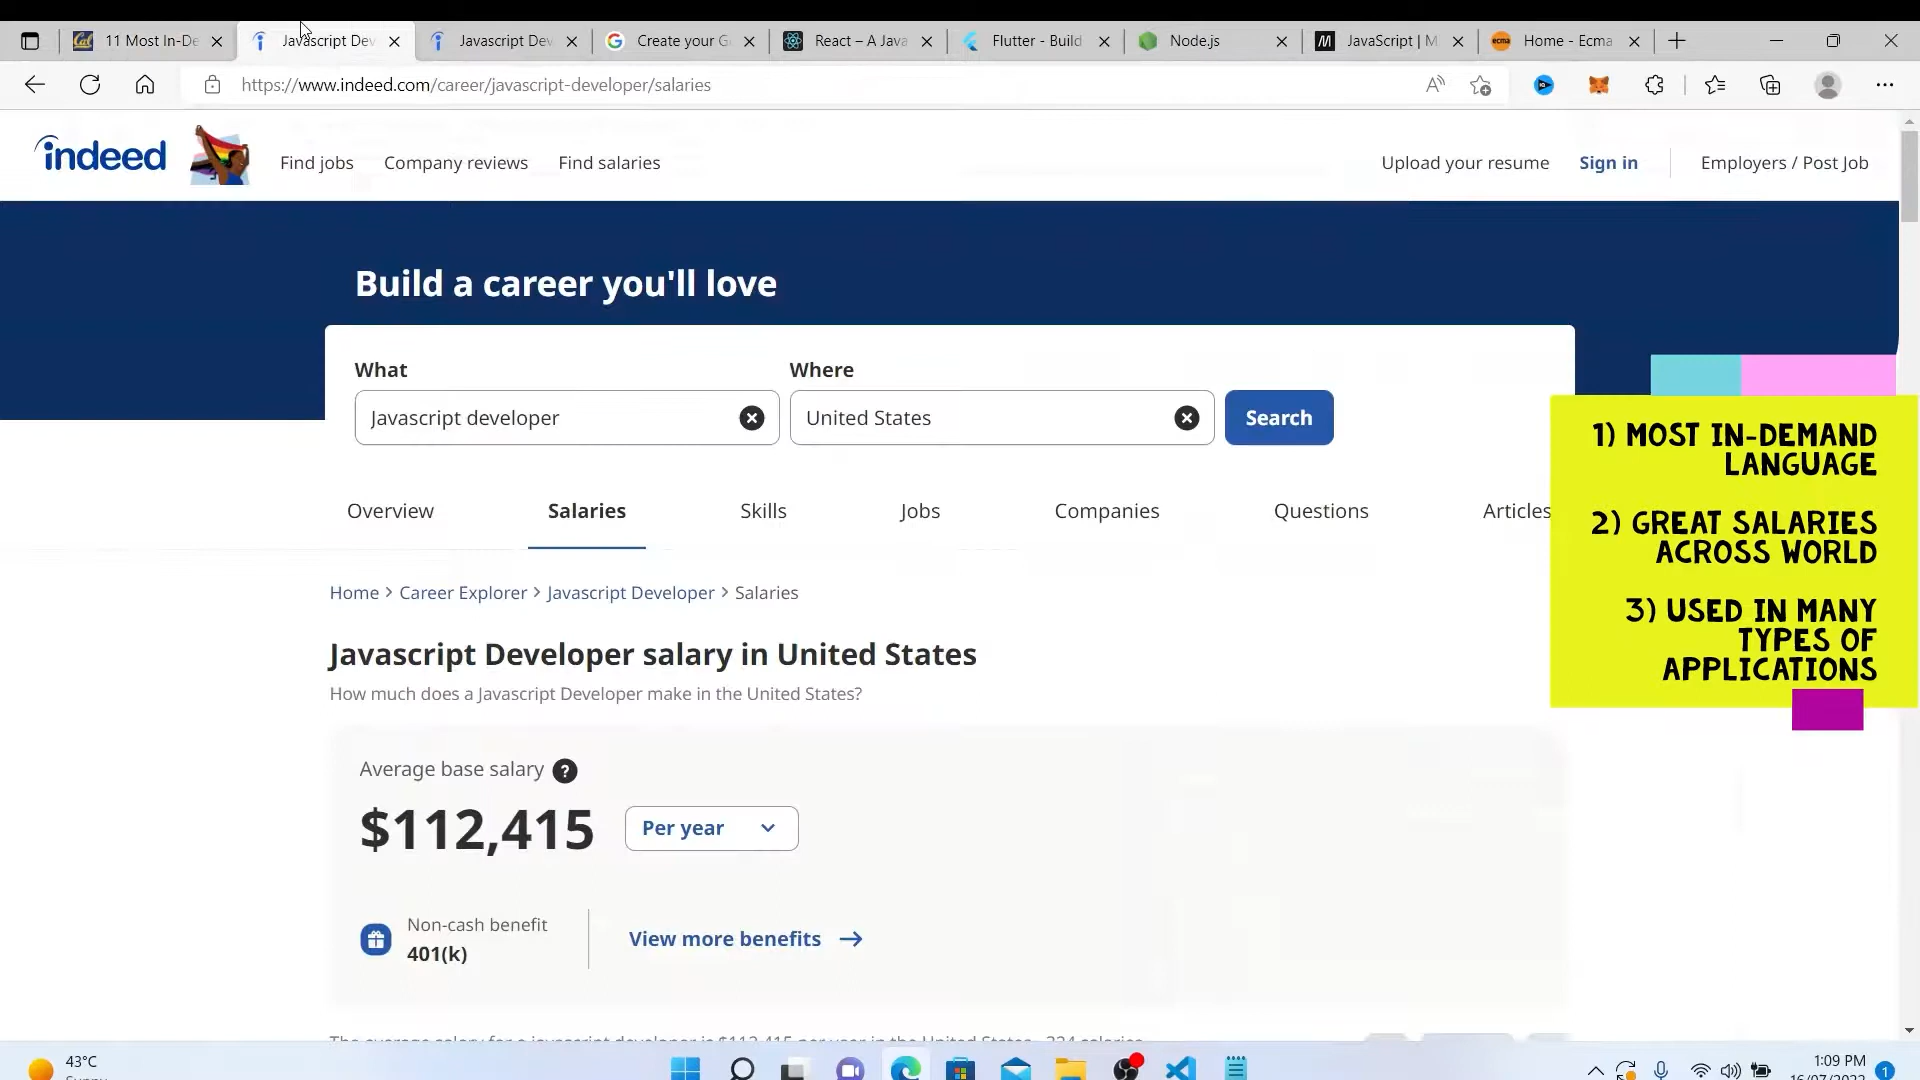 11 Most In-De
Javascript Dev
Javascript Dev
Create your G
React – A Java
Flutter - Build
Node.js
JavaScript | M
Home - Ecma
https://www.indeed.com/career/javascript-developer/salaries
indeed
Find jobs
Company reviews
Find salaries
Upload your resume
Sign in
Employers / Post Job
Build a career you'll love
What
Where
Javascript developer
United States
Search
Overview
Salaries
Skills
Jobs
Companies
Questions
Articles
Home > Career Explorer > Javascript Developer > Salaries
Javascript Developer salary in United States
How much does a Javascript Developer make in the United States?
Average base salary ?
$112,415
Per year
Non-cash benefit
401(k)
View more benefits →
1) MOST IN-DEMAND
LANGUAGE
2) GREAT SALARIES
ACROSS WORLD
3) USED IN MANY
TYPES OF
APPLICATIONS
43°C
1:09 PM
1